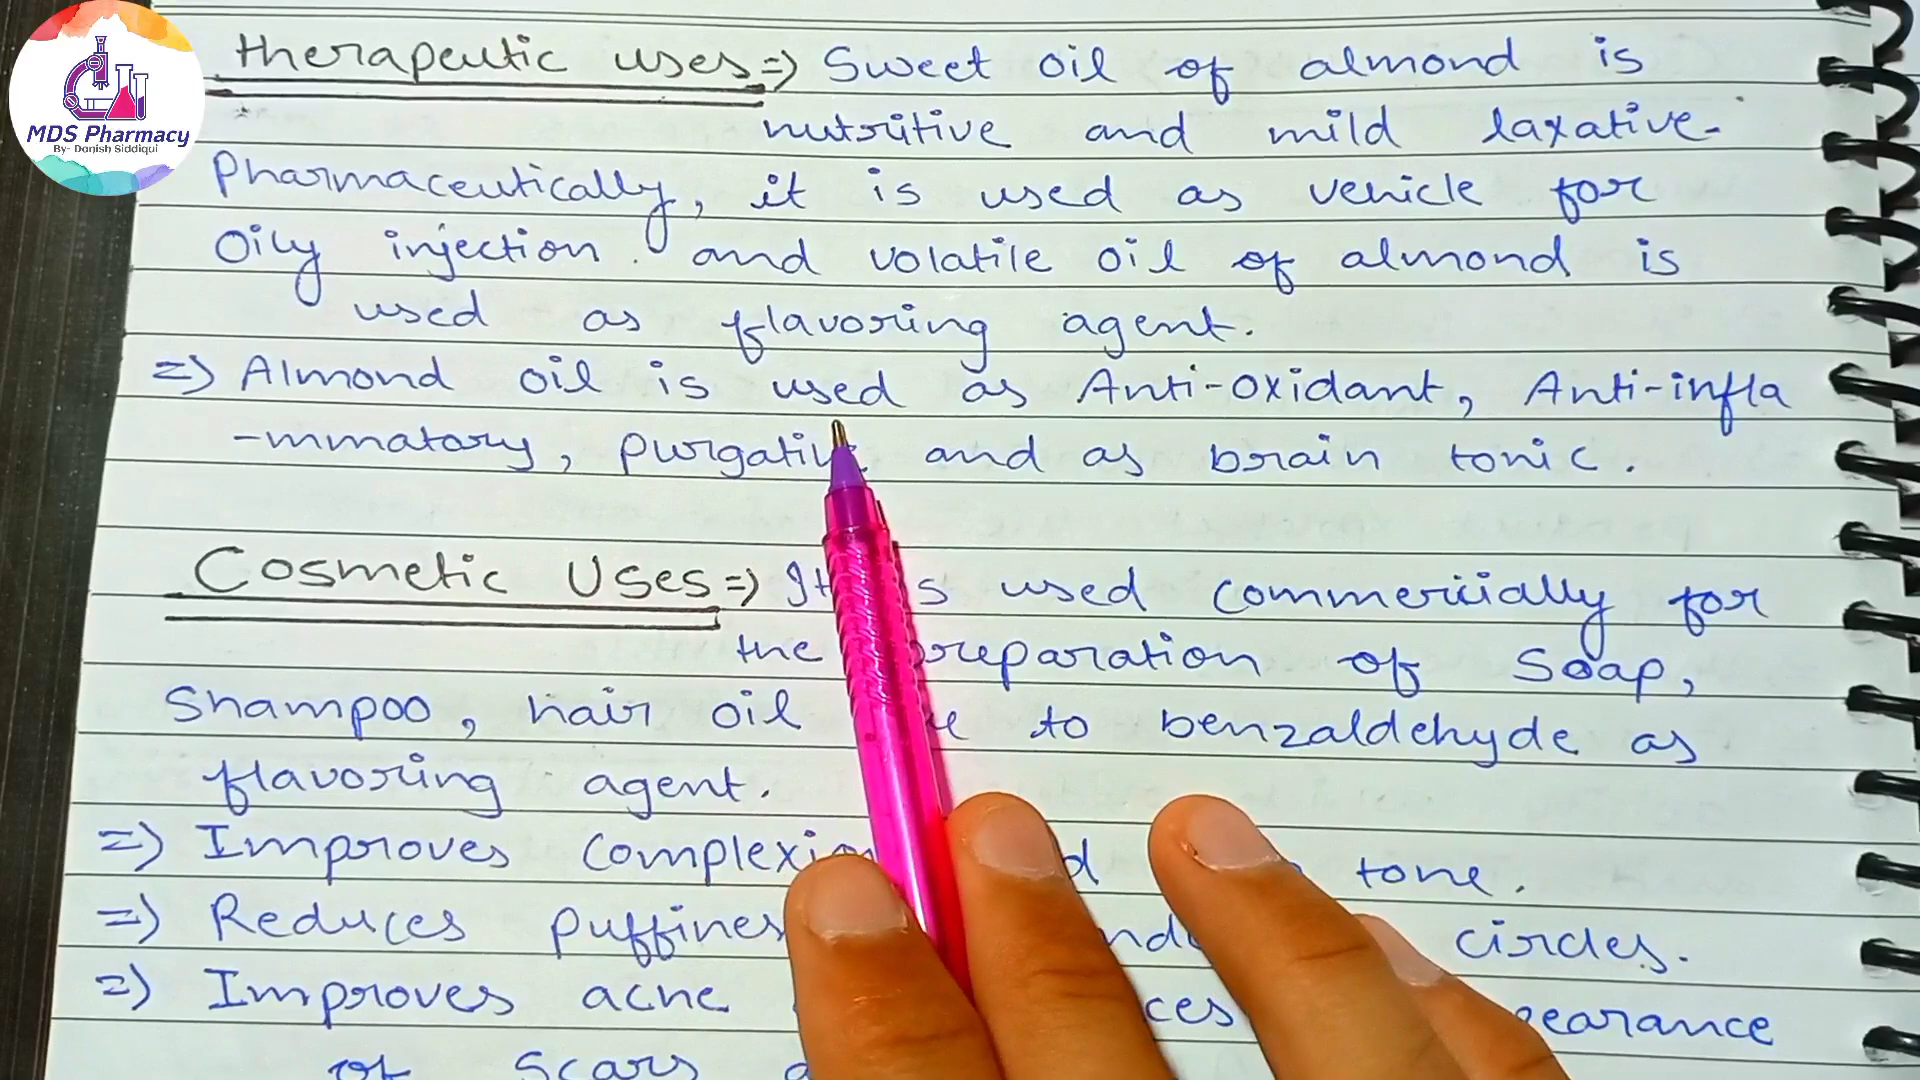 MDS Pharmacy
By- Danish Siddiqui
therapeutic uses => Sweet oil of almond is
nutritive and mild laxative.
Pharmaceutically, it is used as vehicle for
Oily injection. and volatile oil of almond is
used as flavoring agent.
=> Almond oil is used as Anti-oxidant, Anti-infla
-mmatory, purgative and as brain tonic.
Cosmetic Uses => It is used commercially for
the preparation of Soap,
Shampoo, hair oil to benzaldehyde as
flavoring agent.
=> Improves tone.
=> Reduces circles.
=> Improves acne
of Scars